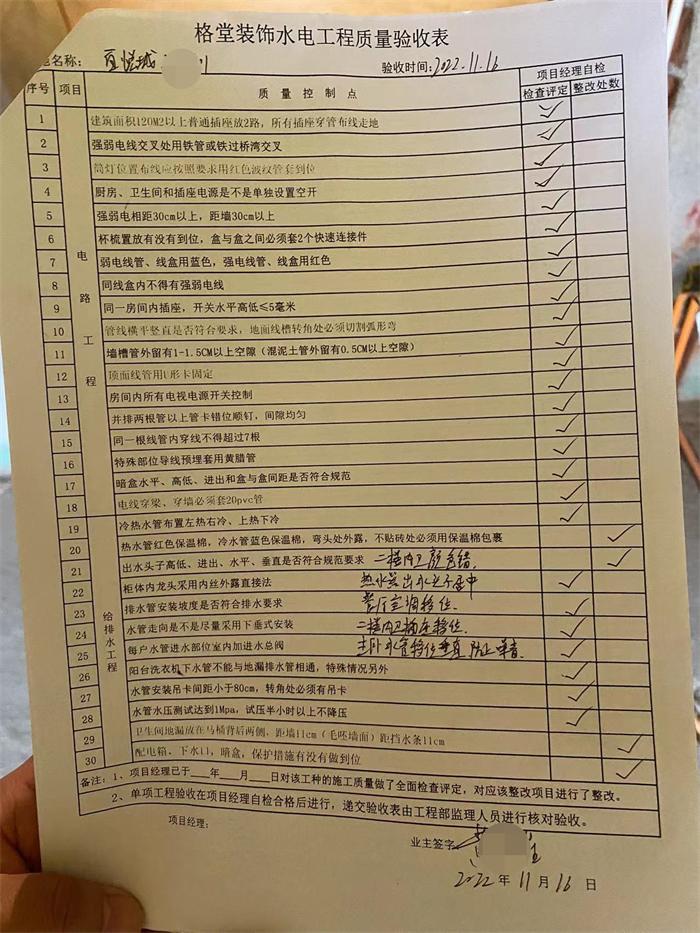 格堂装饰水电工程质量验收表
名称： 验收时间：2022.11.16
序号 项目 质量控制点 项目经理自检
检查评定 整改处数
电路工程
1 建筑面积120M2以上普通插座放2路，所有插座穿管布线走地 ✓
2 强弱电线交叉处用铁管或铁过桥湾交叉 ✓
3 筒灯位置布线应按照要求用红色波纹管套到位 ✓
4 厨房、卫生间和插座电源是不是单独设置空开 ✓
5 强弱电相距30cm以上，距墙30cm以上 ✓
6 杯梳置放有没有到位，盒与盒之间必须套2个快速连接件 ✓
7 弱电线管、线盒用蓝色，强电线管、线盒用红色 ✓
8 同线盒内不得有强弱电线 ✓
9 同一房间内插座，开关水平高低≤5毫米 ✓
10 管线横平竖直是否符合要求，地面线槽转角处必须切割弧形弯 ✓
11 墙槽管外留有1-1.5CM以上空隙（混泥土管外留有0.5CM以上空隙） ✓
12 顶面线管用U形卡固定 ✓
13 房间内所有电视电源开关控制 ✓
14 并排两根管以上管卡错位顺钉，间隙均匀 ✓
15 同一根线管内穿线不得超过7根 ✓
16 特殊部位导线预埋套用黄腊管 ✓
17 暗盒水平、高低、进出和盒与盒间距是否符合规范 ✓
18 电线穿梁、穿墙必须套20pvc管 ✓
给排水工程
19 冷热水管布置左热右冷、上热下冷 ✓
20 热水管红色保温棉，冷水管蓝色保温棉，弯头处外露，不贴砖处必须用保温棉包裹 ✓
21 出水头子高低、进出、水平、垂直是否符合规范要求 二楼内卫颜色错. ✓
22 柜体内龙头采用内丝外露直接法 出水口不居中 ✓
23 排水管安装坡度是否符合排水要求 空调移位. ✓
24 水管走向是不是尽量采用下垂式安装 二楼内卫插座移位. ✓
25 每户水管进水部位室内加进水总阀 主卧水管移位垂直 防止噪音. ✓
26 阳台洗衣机下水管不能与地漏排水管相通，特殊情况另外 ✓
27 水管安装吊卡间距小于80cm，转角处必须有吊卡 ✓
28 水管水压测试达到1Mpa，试压半小时以上不降压 ✓
29 卫生间地漏放在马桶背后两侧，距墙11cm（毛坯墙面）距挡水条11cm ✓
30 配电箱、下水口，暗盒，保护措施有没有做到位 ✓
备注：1、项目经理已于___年___月___日对该工种的施工质量做了全面检查评定，对应该整改项目进行了整改。
2、单项工程验收在项目经理自检合格后进行，递交验收表由工程部监理人员进行核对验收。
项目经理： 业主签字
2022 年 11 月 16 日